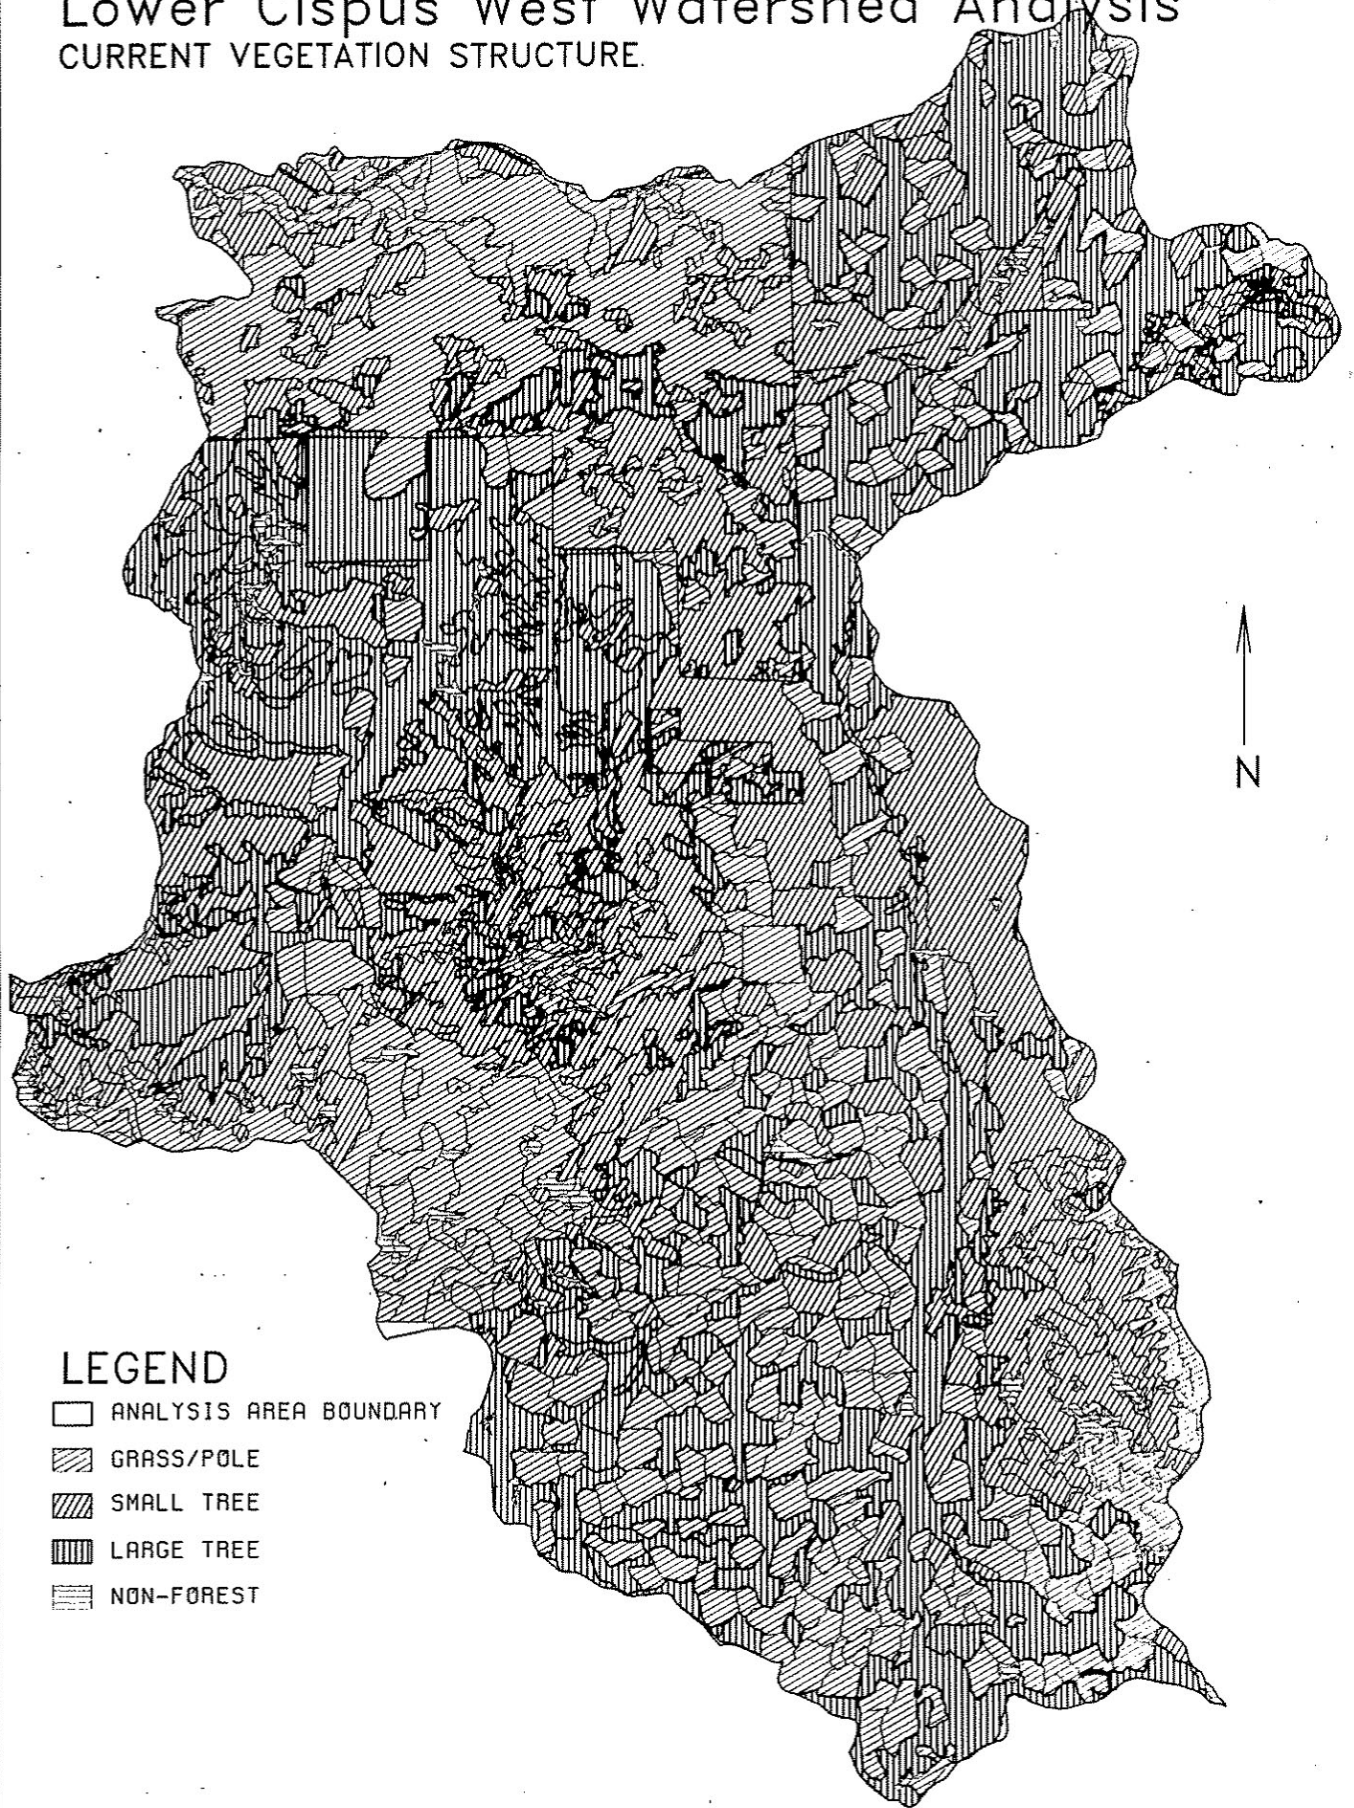 Lower Cispus West Watershed Analysis
CURRENT VEGETATION STRUCTURE.
N
LEGEND
ANALYSIS AREA BOUNDARY
GRASS/POLE
SMALL TREE
LARGE TREE
NON-FOREST